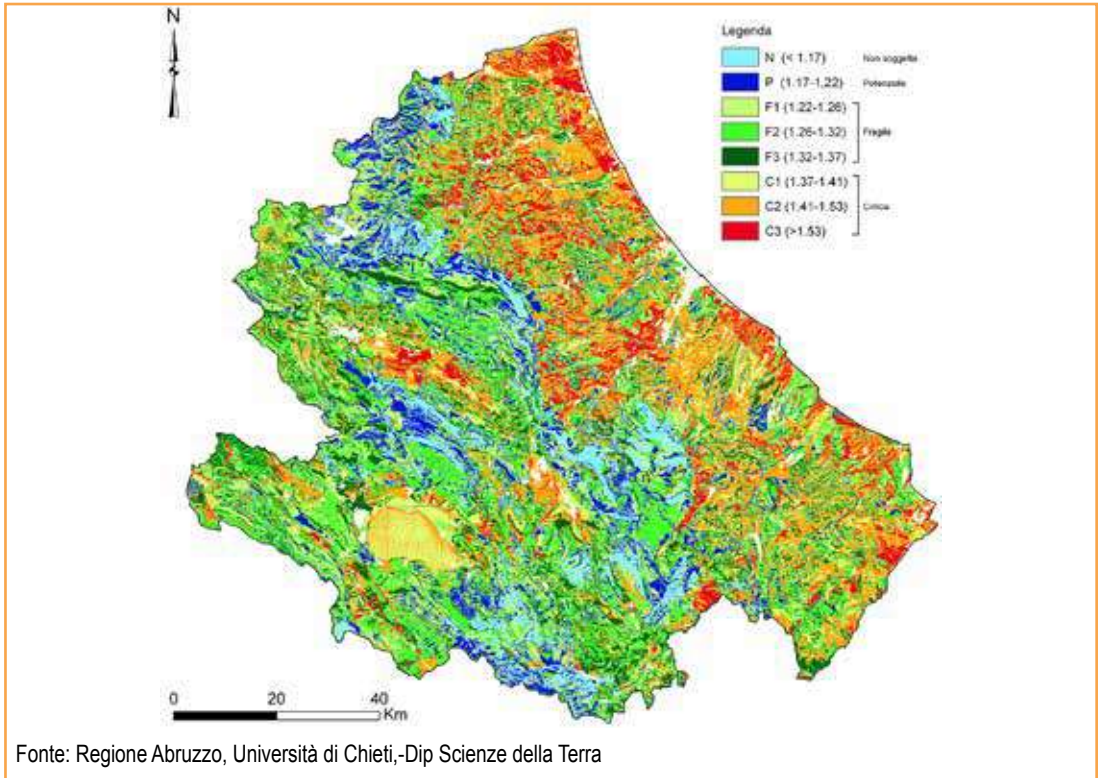 N
Legenda
N (< 1.17) Non soggette
P (1.17-1,22) Potenziale
F1 (1.22-1.26)
F2 (1.26-1.32) Fragile
F3 (1.32-1.37)
C1 (1.37-1.41)
C2 (1.41-1.53) Critica
C3 (>1.53)
0 20 40
Km
Fonte: Regione Abruzzo, Università di Chieti,-Dip Scienze della Terra